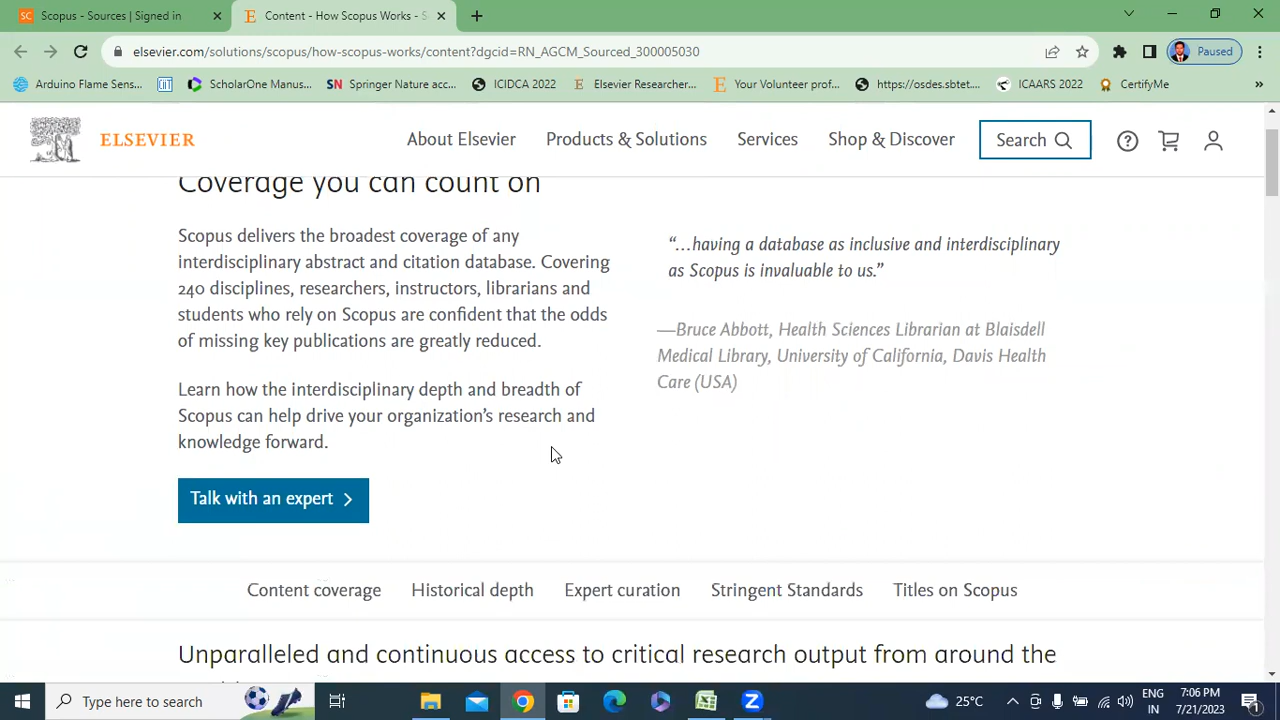 Scopus - Sources | Signed in
Content - How Scopus Works - S
elsevier.com/solutions/scopus/how-scopus-works/content?dgcid=RN_AGCM_Sourced_300005030
Paused
Arduino Flame Sens...
ScholarOne Manus...
SN Springer Nature acc...
ICIDCA 2022
E Elsevier Researcher...
E Your Volunteer prof...
https://osdes.sbtet....
ICAARS 2022
CertifyMe
ELSEVIER
About Elsevier
Products & Solutions
Services
Shop & Discover
Search
Coverage you can count on
Scopus delivers the broadest coverage of any
interdisciplinary abstract and citation database. Covering
240 disciplines, researchers, instructors, librarians and
students who rely on Scopus are confident that the odds
of missing key publications are greatly reduced.
Learn how the interdisciplinary depth and breadth of
Scopus can help drive your organization's research and
knowledge forward.
Talk with an expert
“…having a database as inclusive and interdisciplinary
as Scopus is invaluable to us.”
—Bruce Abbott, Health Sciences Librarian at Blaisdell
Medical Library, University of California, Davis Health
Care (USA)
Content coverage
Historical depth
Expert curation
Stringent Standards
Titles on Scopus
Unparalleled and continuous access to critical research output from around the
Type here to search
25°C
ENG
IN
7:06 PM
7/21/2023
1